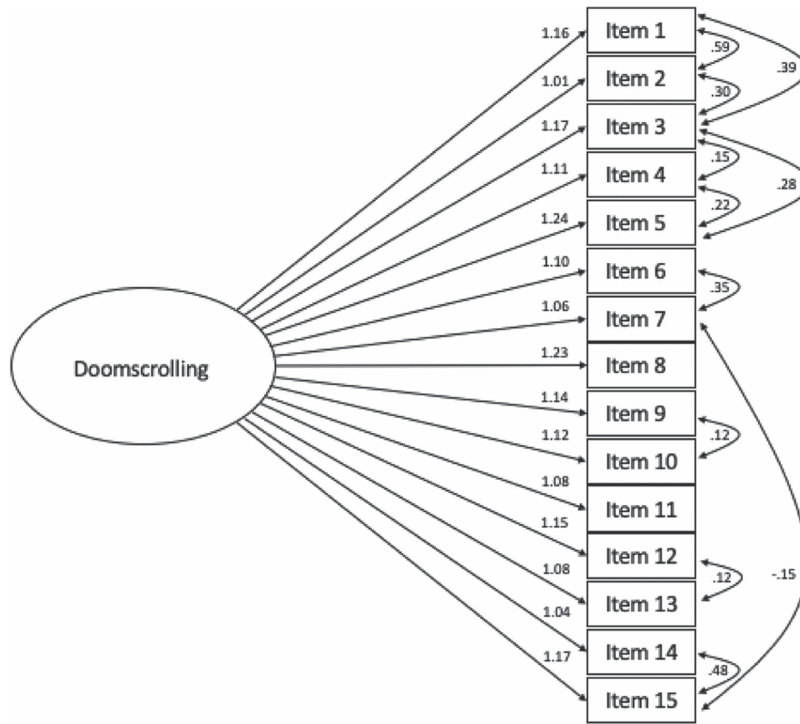 Doomscrolling
1.16
1.01
1.17
1.11
1.24
1.10
1.06
1.23
1.14
1.12
1.08
1.15
1.08
1.04
1.17
Item 1
Item 2
Item 3
Item 4
Item 5
Item 6
Item 7
Item 8
Item 9
Item 10
Item 11
Item 12
Item 13
Item 14
Item 15
.59
.39
.30
.15
.28
.22
.35
.12
.12
-.15
.48